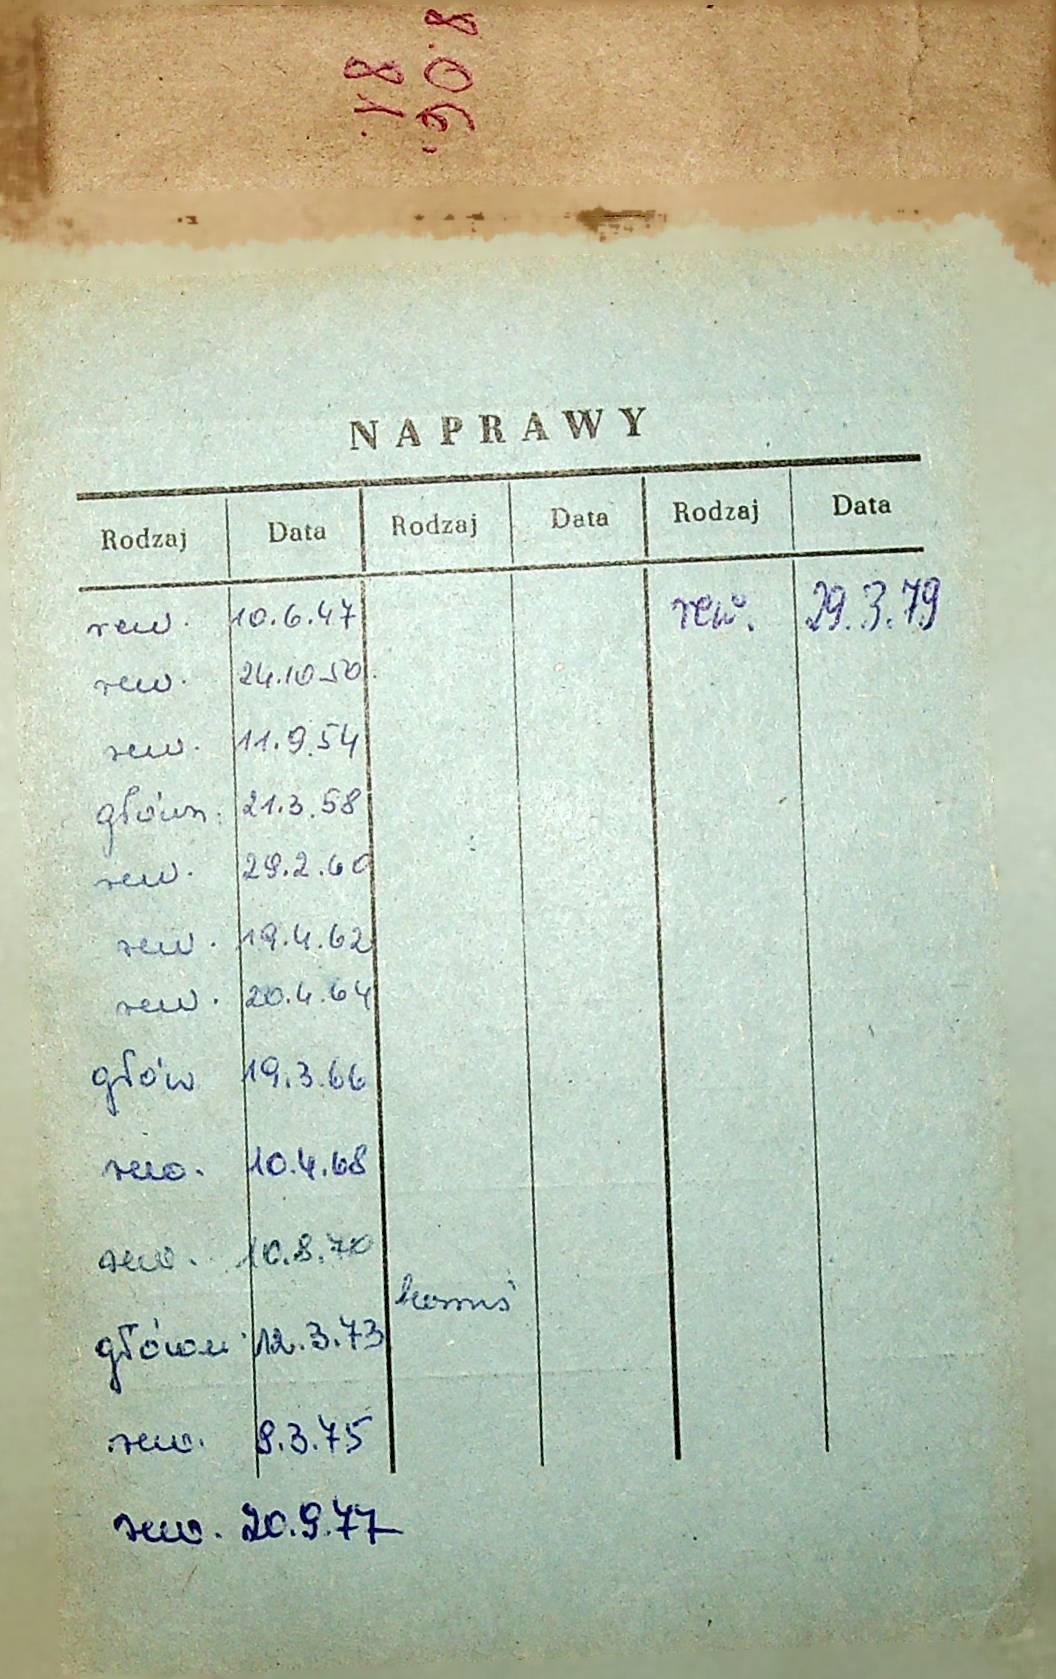 8.06.
81.
NAPRAWY
Rodzaj Data Rodzaj Data Rodzaj Data
rew. 10.6.47 rew. 29.3.79
rew. 24.10.50.
rew. 11.9.54
główn. 21.3.58
rew. 29.2.60
rew. 19.4.62
rew. 20.4.64
głów 19.3.66
rew. 10.4.68
rew. 10.8.70
główn. 12.3.73
rew. 9.3.75
rew. 20.9.77